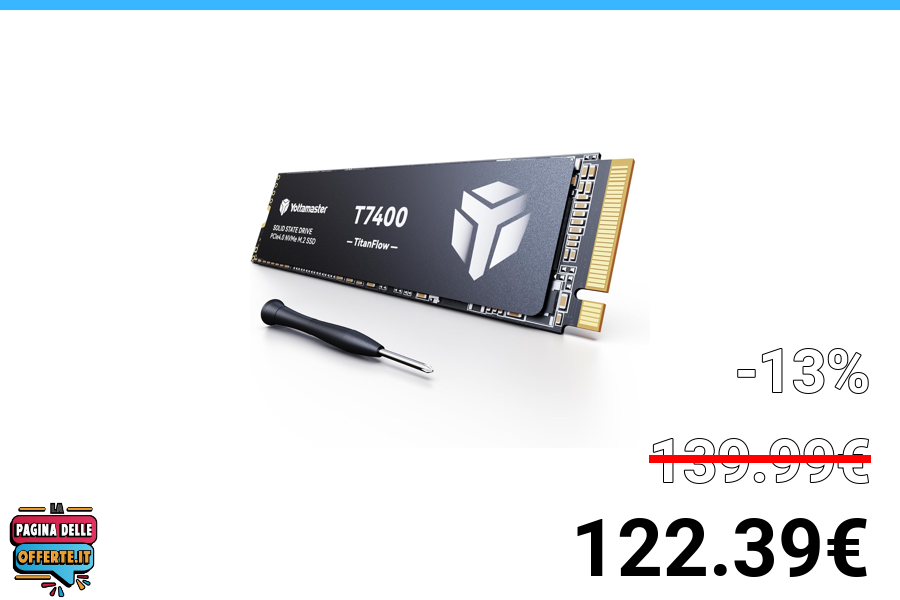 Yottamaster
SOLID STATE DRIVE
PCIe4.0 NVMe M.2 SSD
T7400
— TitanFlow —
-13%
139.99€
122.39€
LA
PAGINA DELLE
OFFERTE.IT